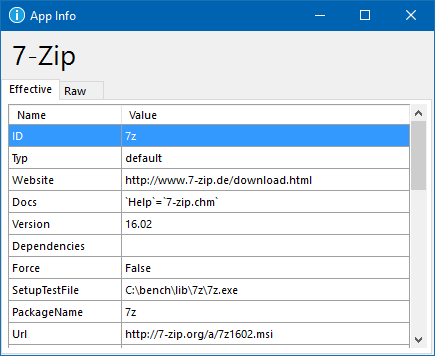 App Info
7-Zip
Effective Raw
Name Value
ID 7z
Typ default
Website http://www.7-zip.de/download.html
Docs `Help`=`7-zip.chm`
Version 16.02
Dependencies
Force False
SetupTestFile C:\bench\lib\7z\7z.exe
PackageName 7z
Url http://7-zip.org/a/7z1602.msi